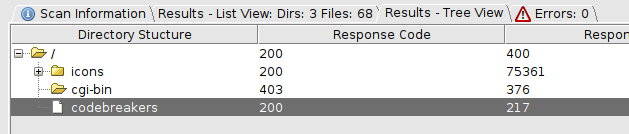 Scan Information Results - List View: Dirs: 3 Files: 68 Results - Tree View Errors: 0
Directory Stucture Response Code Respon
/ 200 400
icons 200 75361
cgi-bin 403 376
codebreakers 200 217